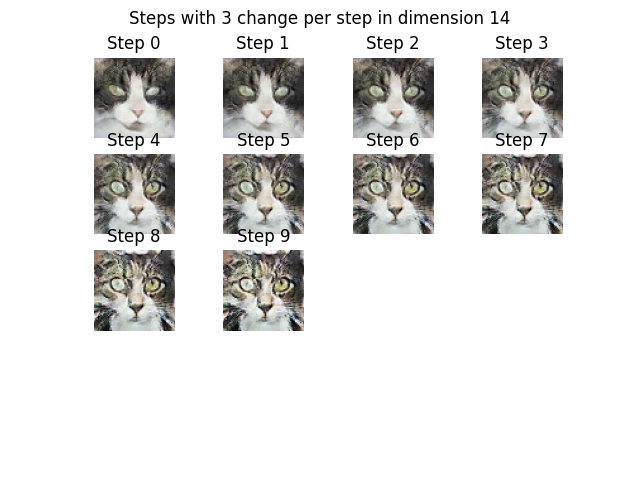 Steps with 3 change per step in dimension 14
Step 0 Step 1 Step 2 Step 3
Step 4 Step 5 Step 6 Step 7
Step 8 Step 9